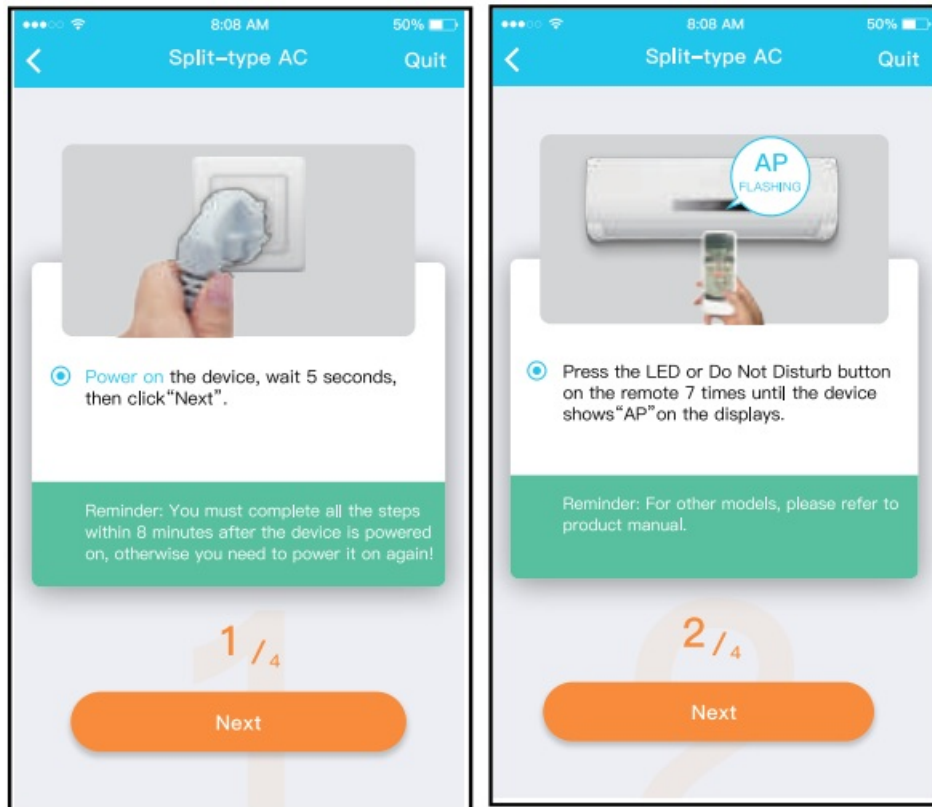 8:08 AM
50%
Split-type AC
Quit
Power on the device, wait 5 seconds,
then click“Next”.
Reminder: You must complete all the steps
within 8 minutes after the device is powered
on, otherwise you need to power it on again!
1
1 / 4
Next
8:08 AM
50%
Split-type AC
Quit
AP
FLASHING
Press the LED or Do Not Disturb button
on the remote 7 times until the device
shows“AP”on the displays.
Reminder: For other models, please refer to
product manual.
2
2 / 4
Next